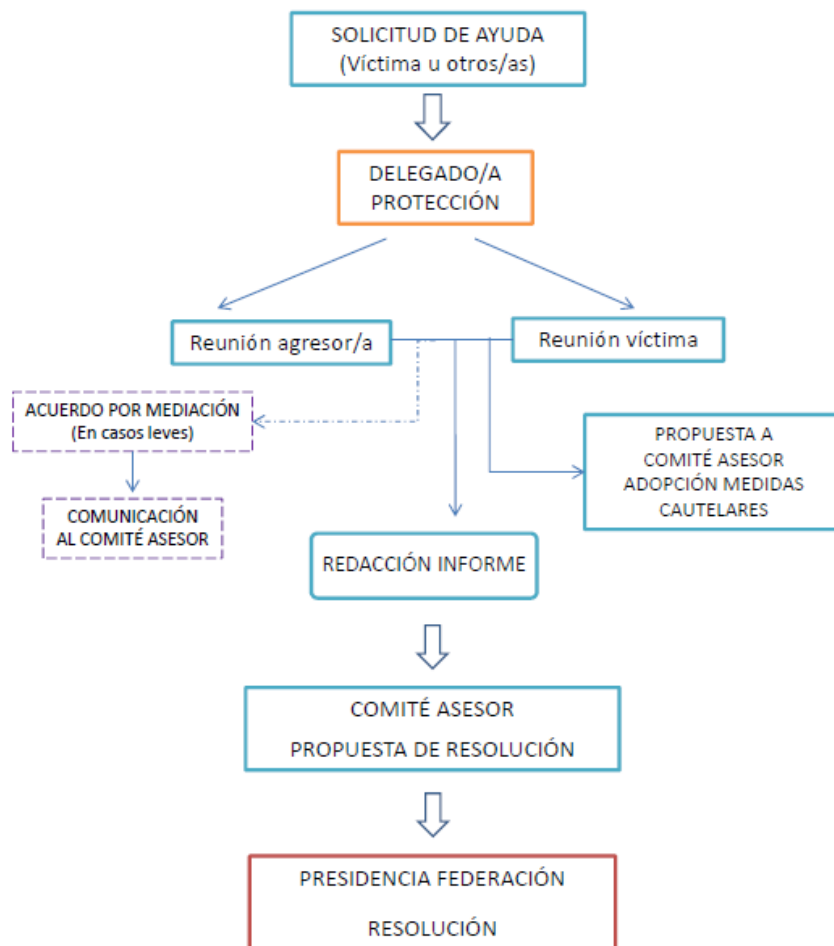 SOLICITUD DE AYUDA
(Víctima u otros/as)
DELEGADO/A
PROTECCIÓN
Reunión agresor/a
Reunión víctima
ACUERDO POR MEDIACIÓN
(En casos leves)
COMUNICACIÓN
AL COMITÉ ASESOR
PROPUESTA A
COMITÉ ASESOR
ADOPCIÓN MEDIDAS
CAUTELARES
REDACCIÓN INFORME
COMITÉ ASESOR
PROPUESTA DE RESOLUCIÓN
PRESIDENCIA FEDERACIÓN
RESOLUCIÓN